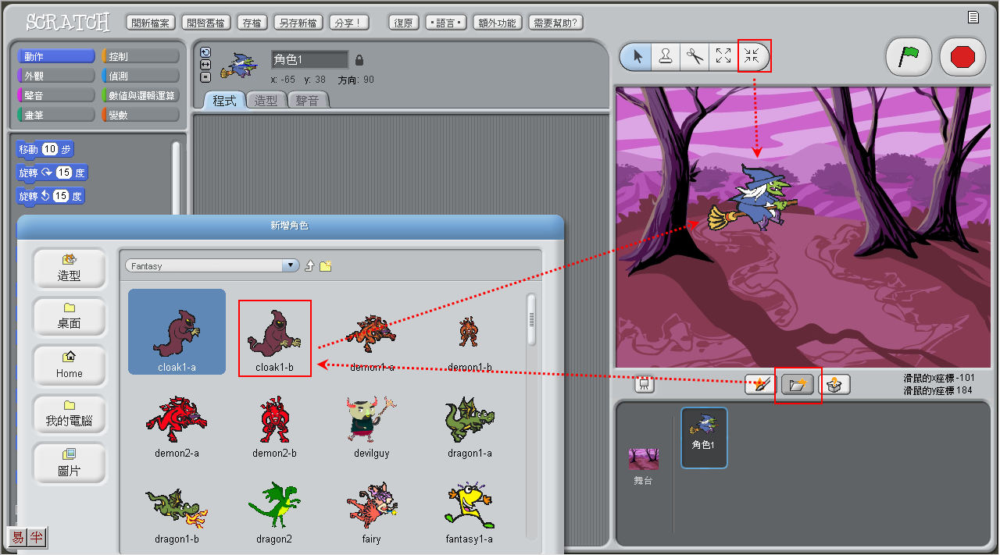 SCRATCH 開新檔案 開啓舊檔 存檔 另存新檔 分享！ 復原 •語言• 額外功能 需要幫助?
動作 控制
外觀 偵測
聲音 數值與邏輯運算
畫筆 變數
角色1
x: -65 y: 38 方向: 90
程式 造型 聲音
移動 10 步
旋轉 15 度
旋轉 15 度
新增角色
造型
桌面
Home
我的電腦
圖片
Fantasy
cloak1-a cloak1-b demon1-a demon1-b
demon2-a demon2-b devilguy dragon1-a
dragon1-b dragon2 fairy fantasy1-a
滑鼠的x座標 -101
滑鼠的y座標 184
角色1
舞台
易 半